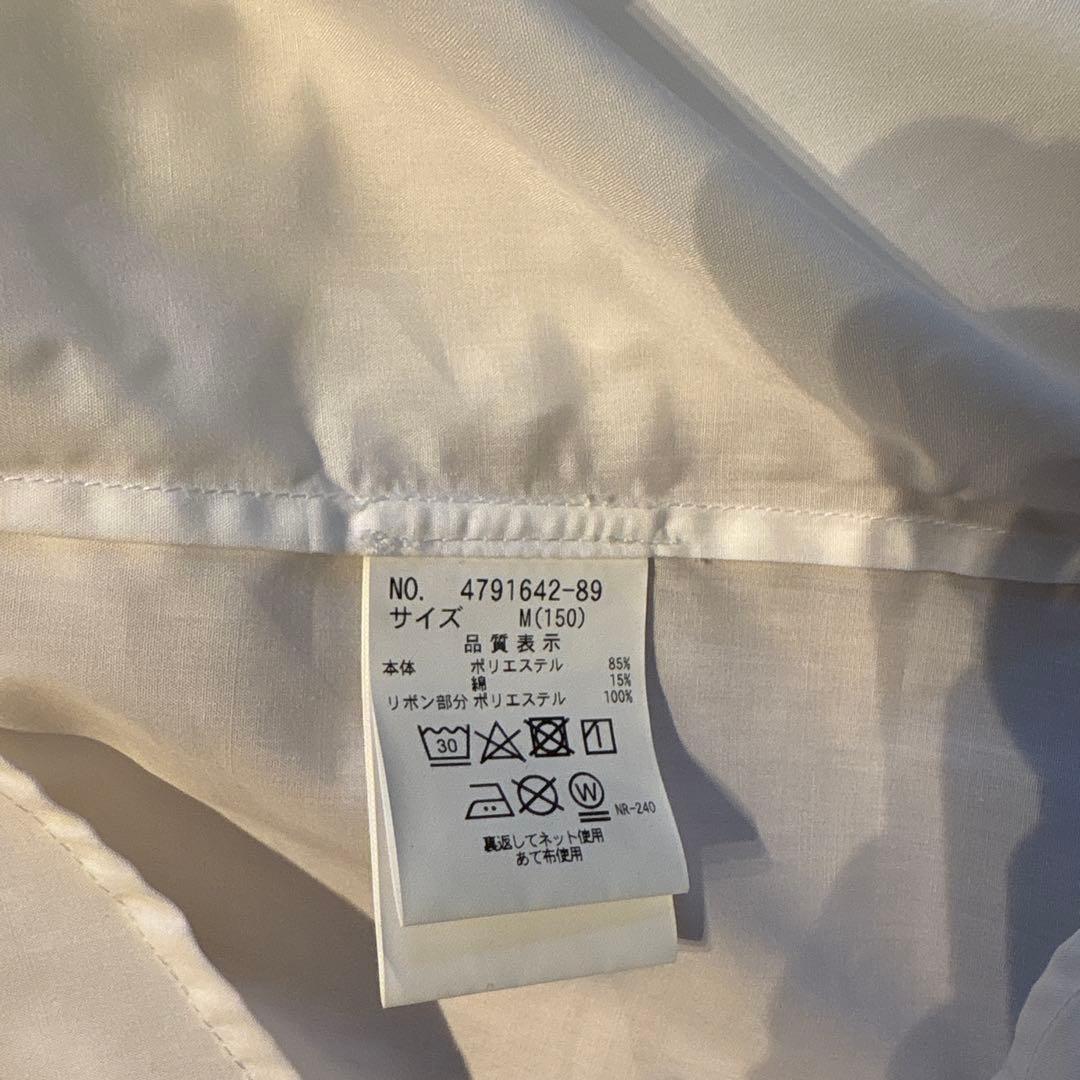 NO. 4791642-89
サイズ M(150)
品質表示
本体 ポリエステル 85%
綿 15%
リボン部分 ポリエステル 100%
30
W NR-240
裏返してネット使用
あて布使用